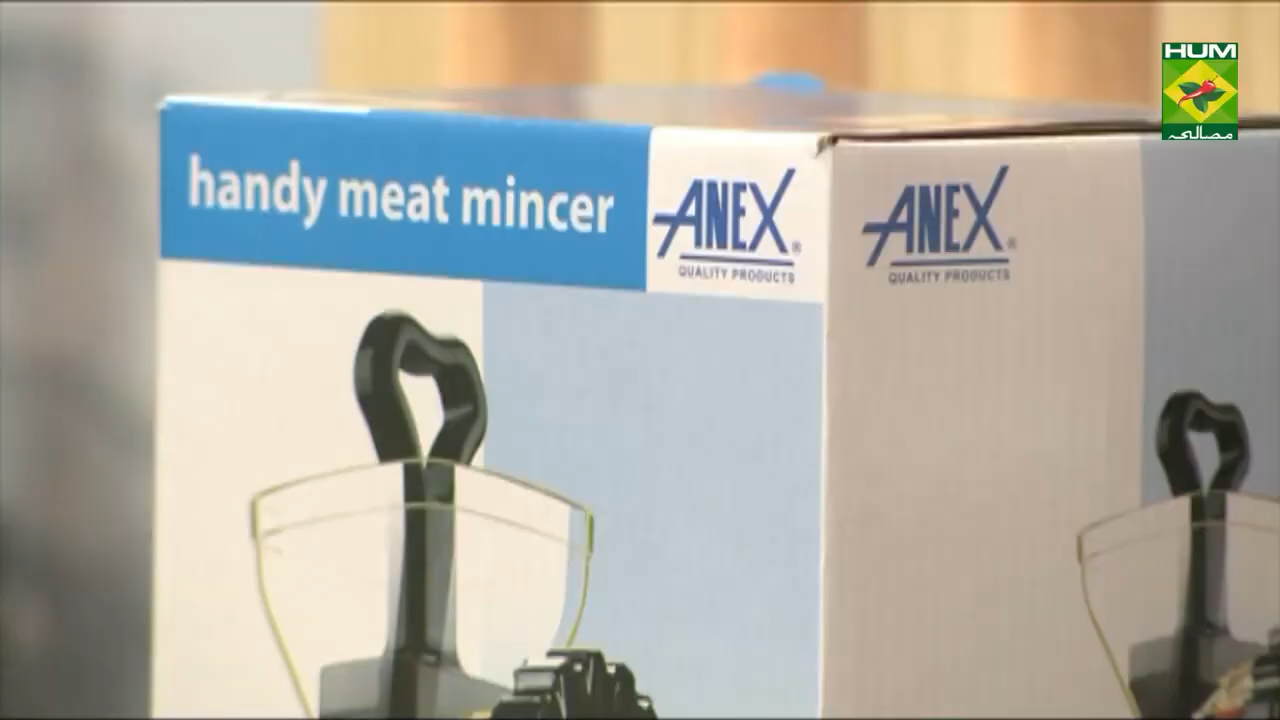 HUM
مصالحہ
handy meat mincer
ANEX®
QUALITY PRODUCTS
ANEX®
QUALITY PRODUCTS